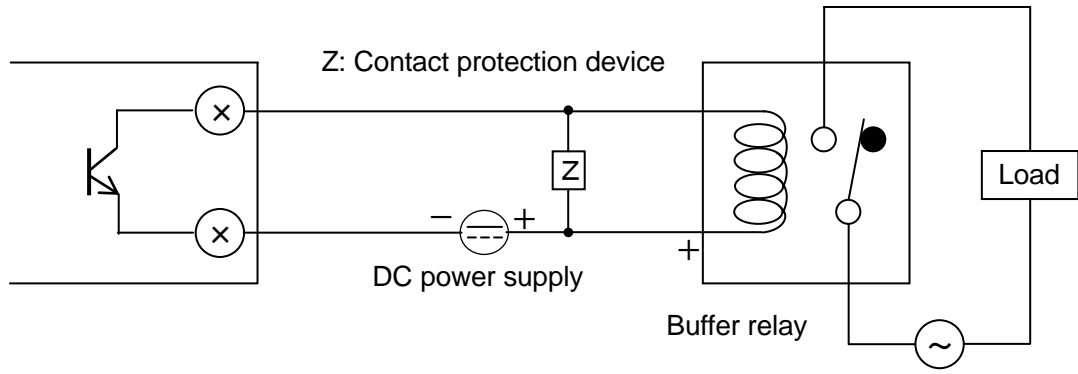 Z: Contact protection device
Z
Load
− +
DC power supply
+
Buffer relay
~